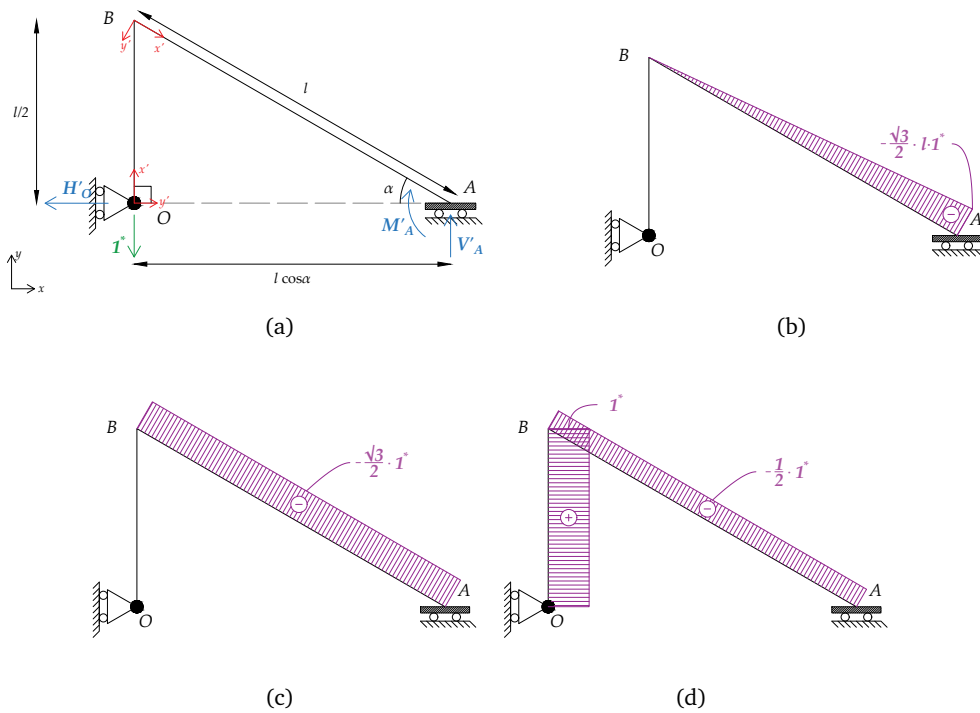 B
y'
x'
l
l/2
x'
α
A
H'O
y'
O
M'A
1*
V'A
y
x
l cosα
(a)
B
-√3/2 · l·1*
−
A
O
(b)
B
-√3/2 · 1*
−
A
O
(c)
1*
B
-1/2 · 1*
−
+
A
O
(d)